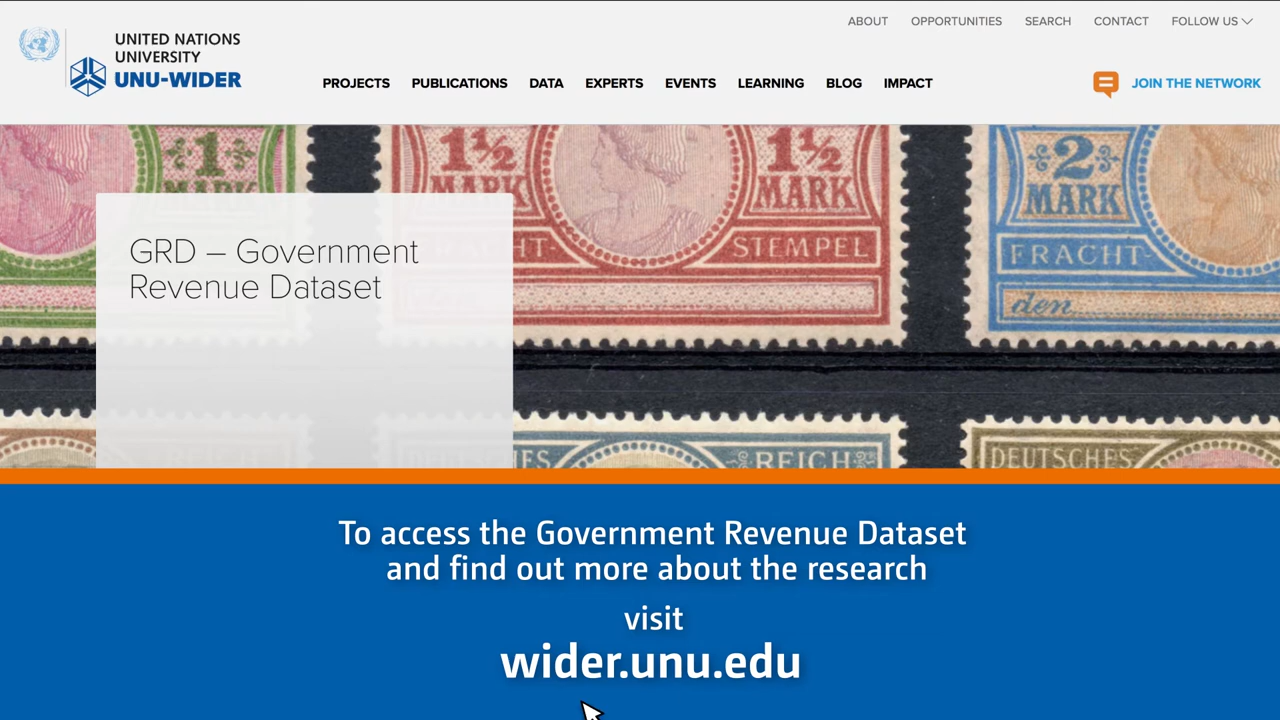 ABOUT OPPORTUNITIES SEARCH CONTACT FOLLOW US
UNITED NATIONS
UNIVERSITY
UNU-WIDER
PROJECTS PUBLICATIONS DATA EXPERTS EVENTS LEARNING BLOG IMPACT
JOIN THE NETWORK
1 1½ 1½ 2
MARK MARK MARK MARK
GRD – Government
Revenue Dataset
HT- STEMPEL FRACHT-
den
REICH DEUTSCHES
To access the Government Revenue Dataset
and find out more about the research
visit
wider.unu.edu